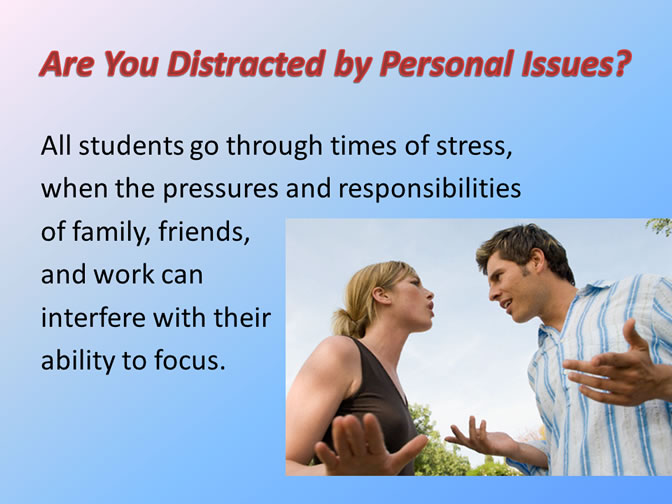 Are You Distracted by Personal Issues?
All students go through times of stress,
when the pressures and responsibilities
of family, friends,
and work can
interfere with their
ability to focus.